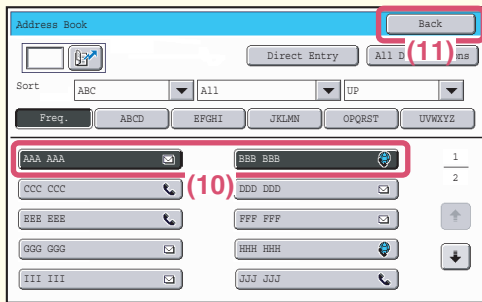 Address Book
Back
(11)
Direct Entry
All D
ns
Sort
ABC
All
UP
Freq.
ABCD
EFGHI
JKLMN
OPQRST
UVWXYZ
AAA AAA
BBB BBB
1
(10)
CCC CCC
DDD DDD
2
EEE EEE
FFF FFF
GGG GGG
HHH HHH
III III
JJJ JJJ